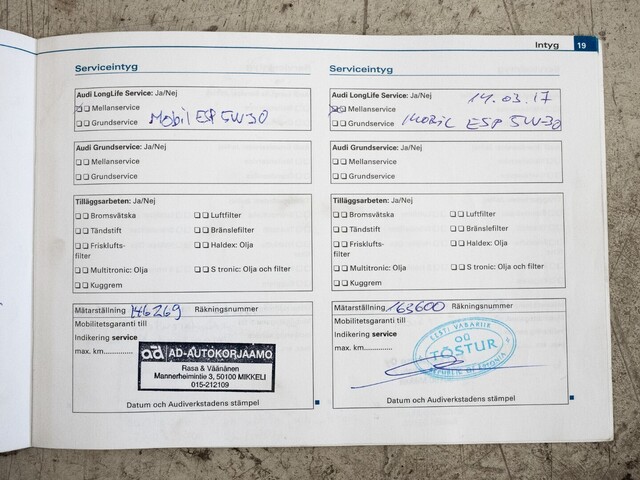 Intyg 19
Serviceintyg
Audi LongLife Service: Ja/Nej
Mellanservice
Grundservice Mobil ESP 5W30
Audi Grundservice: Ja/Nej
Mellanservice
Grundservice
Tilläggsarbeten: Ja/Nej
Bromsvätska Luftfilter
Tändstift Bränslefilter
Frisklufts- Haldex: Olja
filter
Multitronic: Olja S tronic: Olja och filter
Kuggrem
Mätarställning 146269 Räkningsnummer
Mobilitetsgaranti till
Indikering service
max. km..............
ad AD-AUTOKORJAAMO
Rasa & Väänänen
Mannerheimintie 3, 50100 MIKKELI
015-212109
Datum och Audiverkstadens stämpel
Serviceintyg
Audi LongLife Service: Ja/Nej 14.03.17
Mellanservice
Grundservice MOBIL ESP 5W-30
Audi Grundservice: Ja/Nej
Mellanservice
Grundservice
Tilläggsarbeten: Ja/Nej
Bromsvätska Luftfilter
Tändstift Bränslefilter
Frisklufts- Haldex: Olja
filter
Multitronic: Olja S tronic: Olja och filter
Kuggrem
Mätarställning 163600 Räkningsnummer
Mobilitetsgaranti till
Indikering service
max. km..............
EESTI VABARIIK
OÜ
TÖSTUR
REPUBLIC OF ESTONIA
Datum och Audiverkstadens stämpel